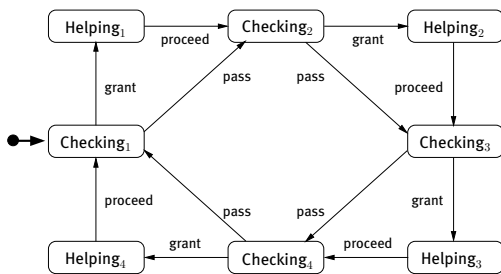 Helping₁ proceed Checking₂ grant Helping₂
grant pass pass proceed
Checking₁ Checking₃
proceed pass pass grant
Helping₄ grant Checking₄ proceed Helping₃